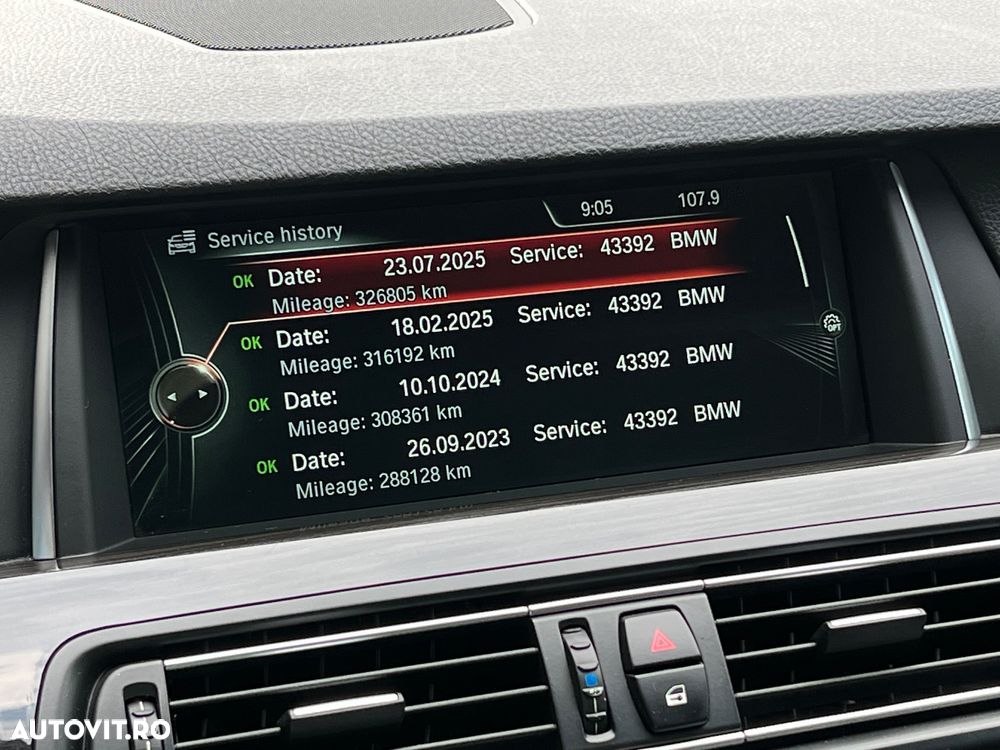 9:05 107.9
Service history
OK Date: 23.07.2025 Service: 43392 BMW
Mileage: 326805 km
OK Date: 18.02.2025 Service: 43392 BMW
Mileage: 316192 km
OK Date: 10.10.2024 Service: 43392 BMW
Mileage: 308361 km
OK Date: 26.09.2023 Service: 43392 BMW
Mileage: 288128 km
OPT
AUTOVIT.RO